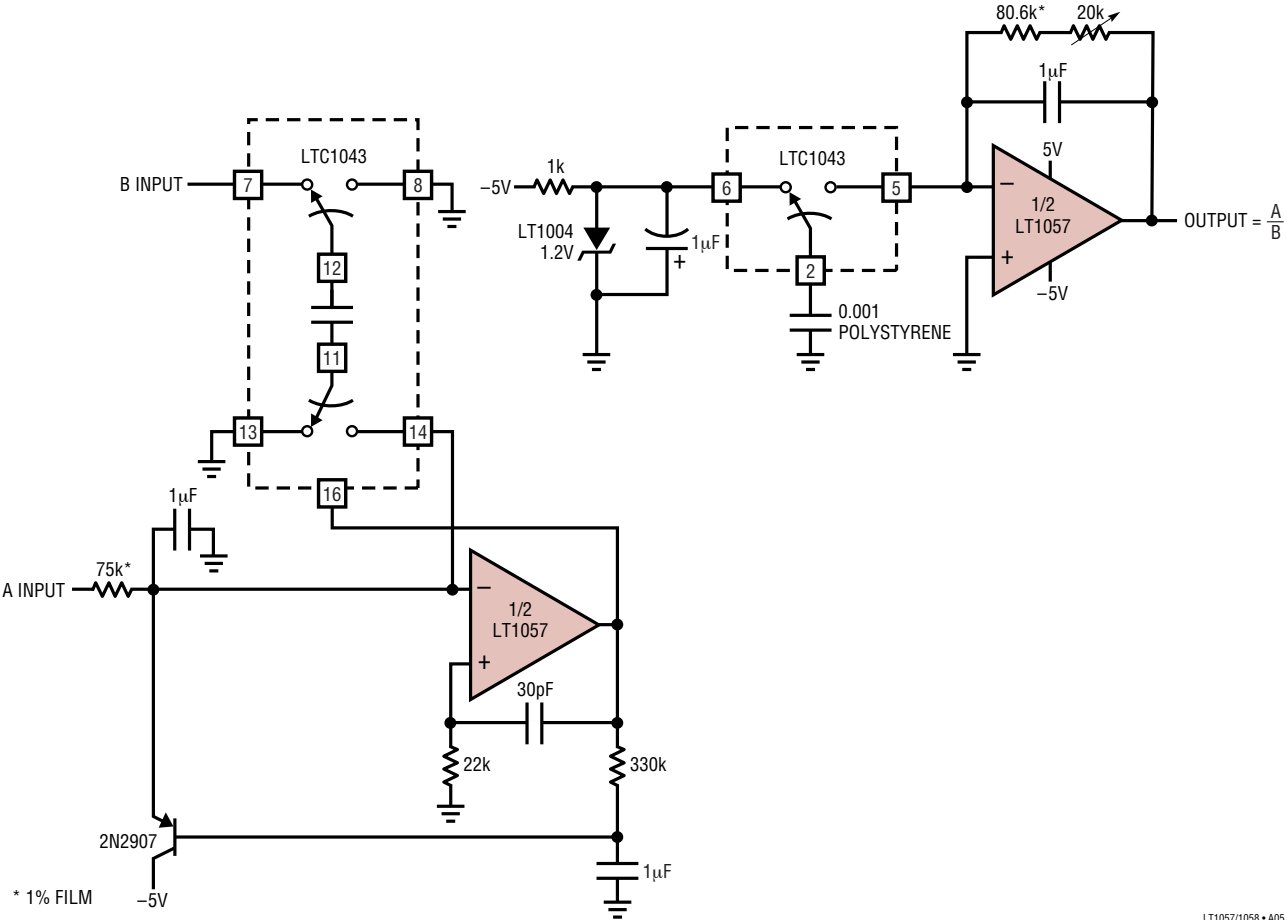 80.6k*
20k
1µF
LTC1043
B INPUT
7
8
12
11
13
14
16
–5V
1k
LT1004
1.2V
1µF
+
6
LTC1043
5
2
0.001
POLYSTYRENE
5V
–
1/2
LT1057
+
–5V
OUTPUT = A/B
1µF
A INPUT
75k*
–
1/2
LT1057
+
30pF
22k
330k
2N2907
–5V
1µF
* 1% FILM
LT1057/1058 • A05